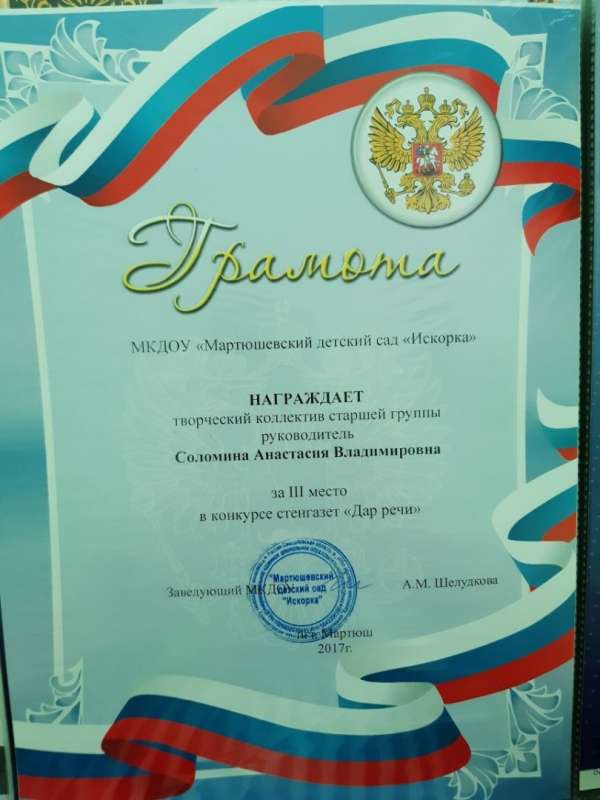 Грамота
МКДОУ «Мартюшевский детский сад «Искорка»
НАГРАЖДАЕТ
творческий коллектив старшей группы
руководитель
Соломина Анастасия Владимировна
за III место
в конкурсе стенгазет «Дар речи»
Заведующий МКДОУ
А.М. Шелудкова
"Мартюшевский
детский сад
"Искорка"
Мартюш
2017г.